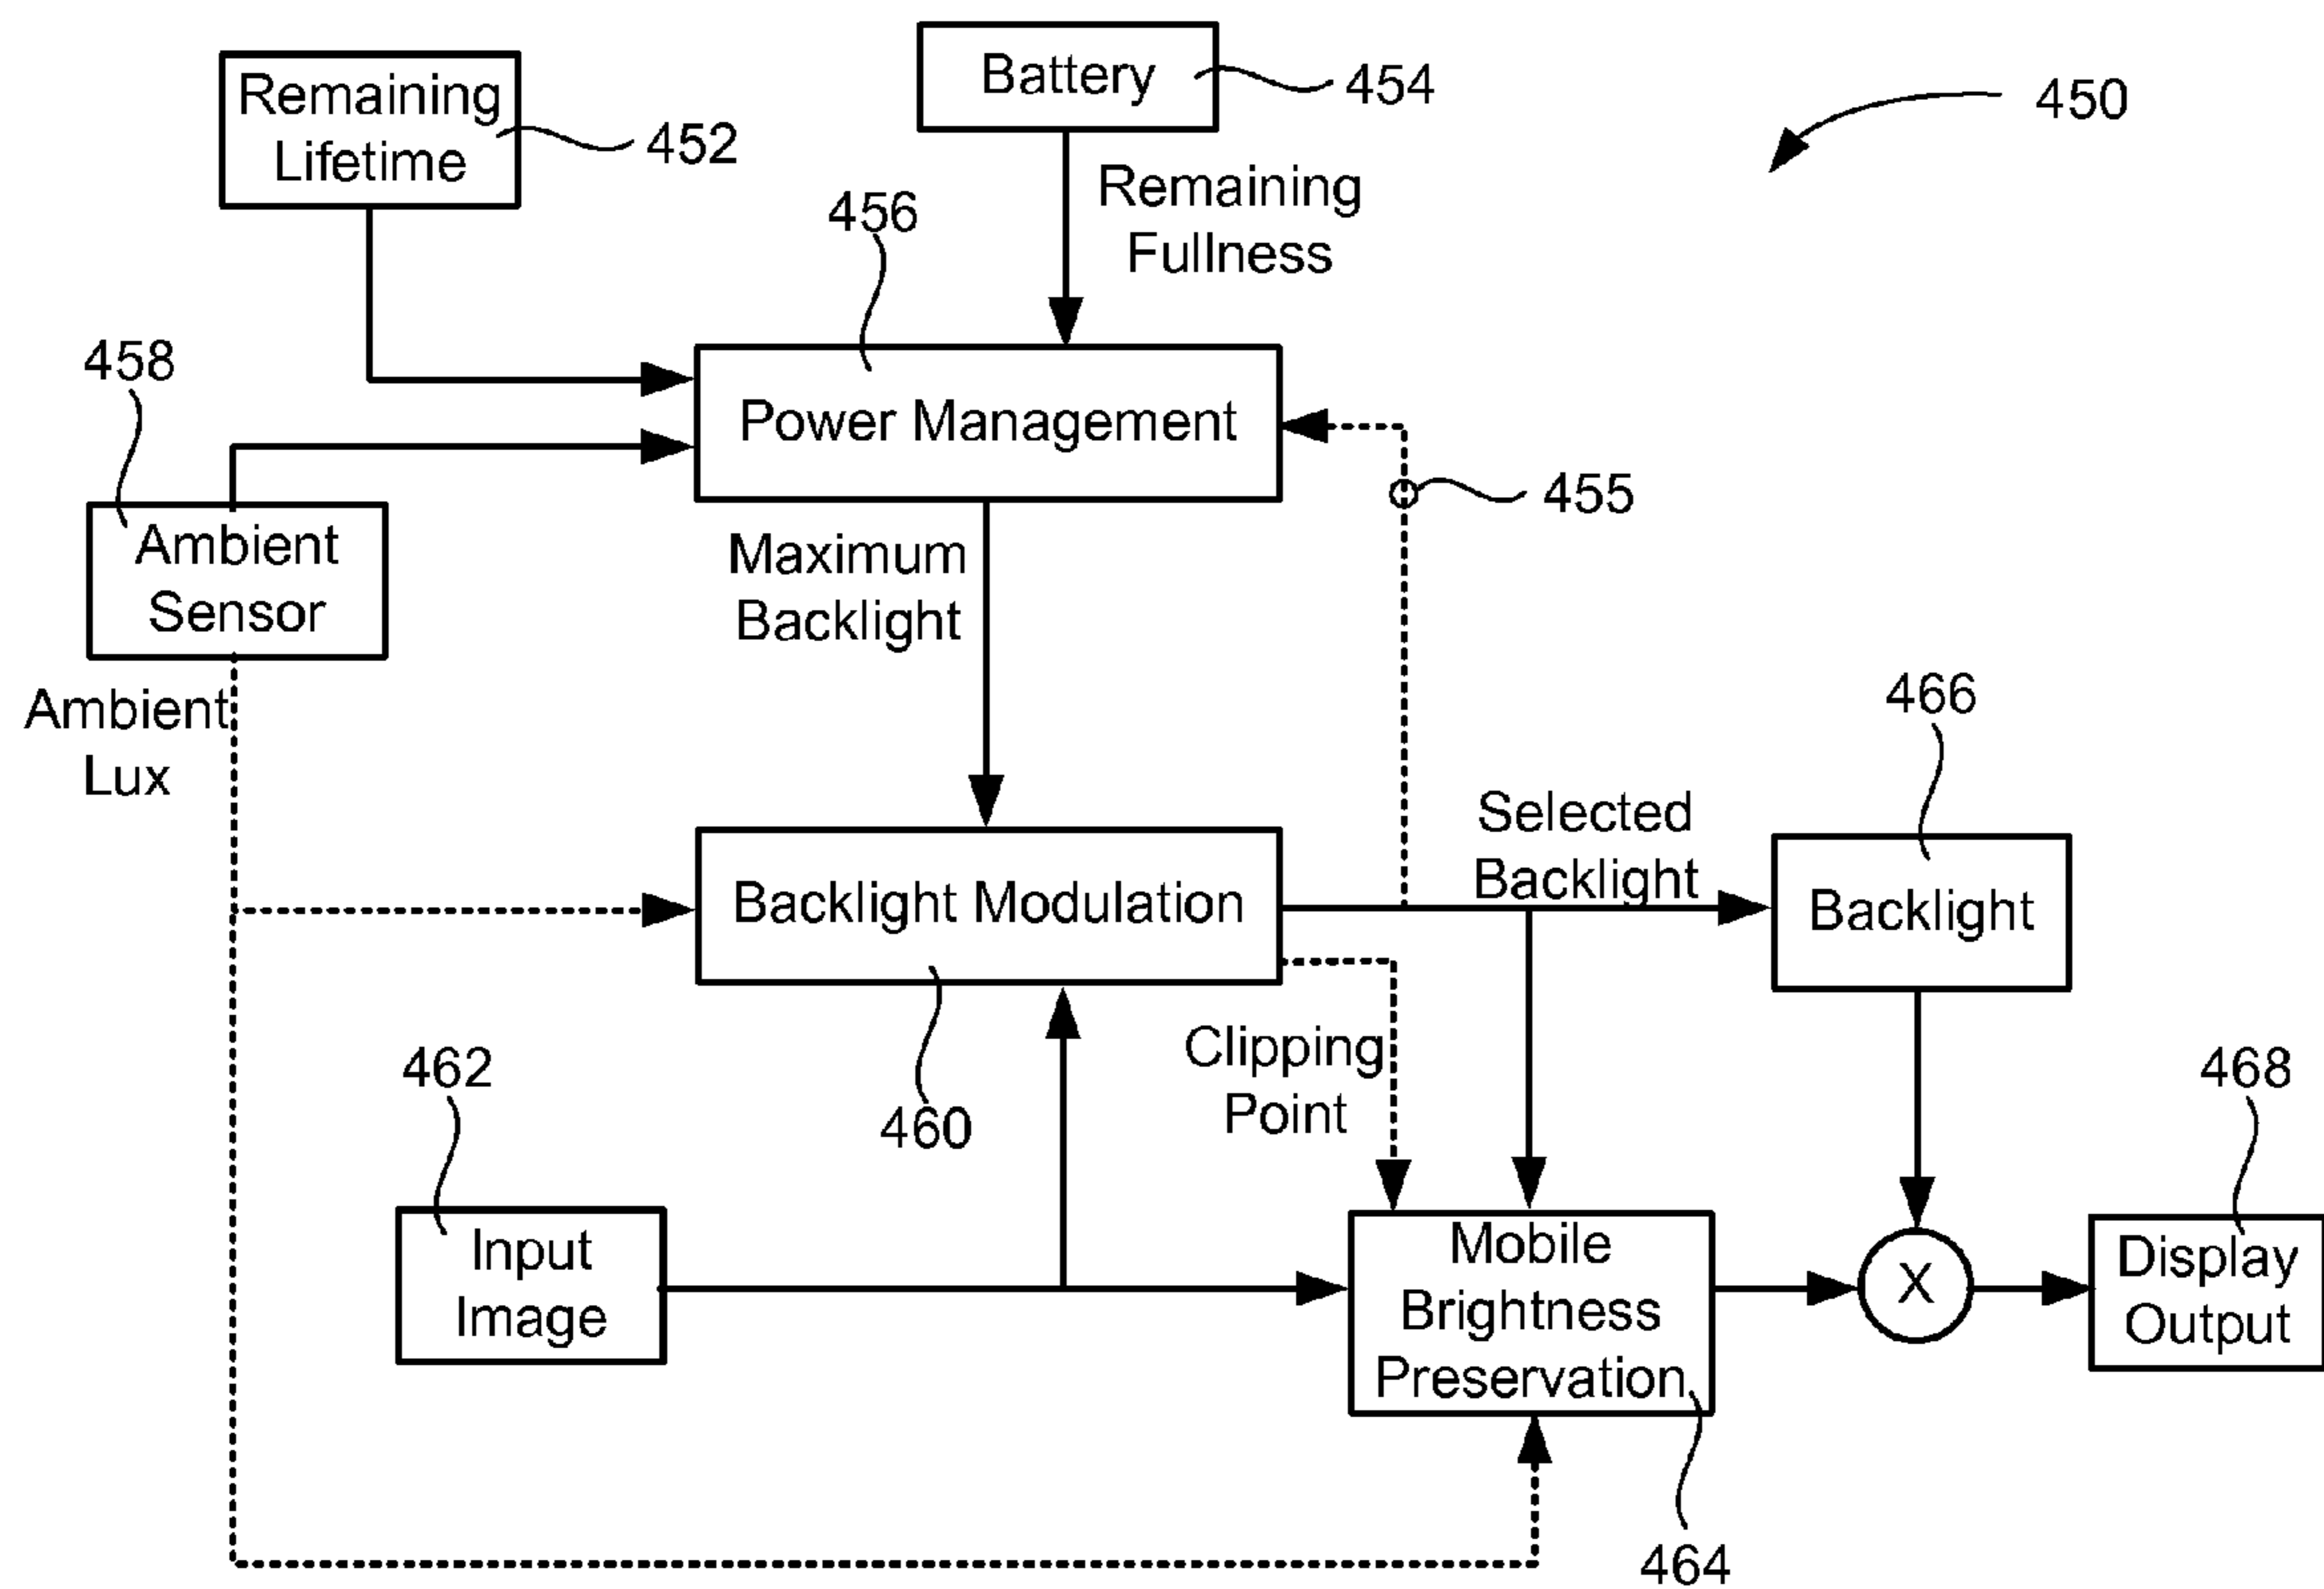 Remaining
Lifetime
452
Battery
454
450
Remaining
Fullness
456
458
Power Management
455
Ambient
Sensor
Maximum
Backlight
Ambient
Lux
466
Selected
Backlight
Backlight Modulation
Backlight
462
460
Clipping
Point
468
Input
Image
Mobile
Brightness
Preservation
X
Display
Output
464